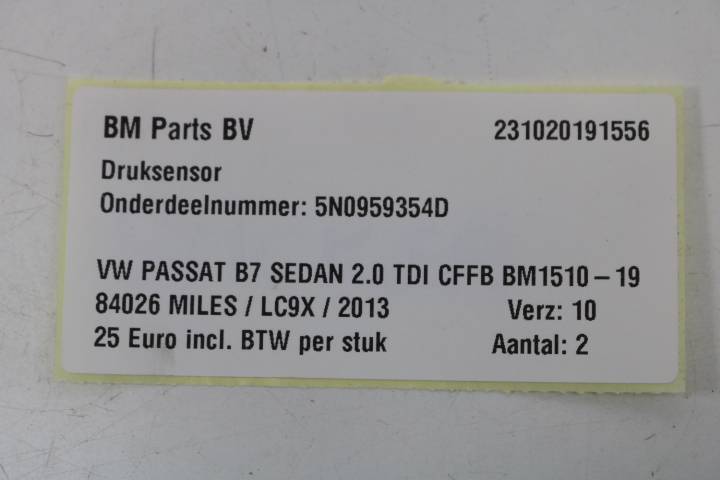 BM Parts BV 231020191556
Druksensor
Onderdeelnummer: 5N0959354D
VW PASSAT B7 SEDAN 2.0 TDI CFFB BM1510-19
84026 MILES / LC9X / 2013 Verz: 10
25 Euro incl. BTW per stuk Aantal: 2